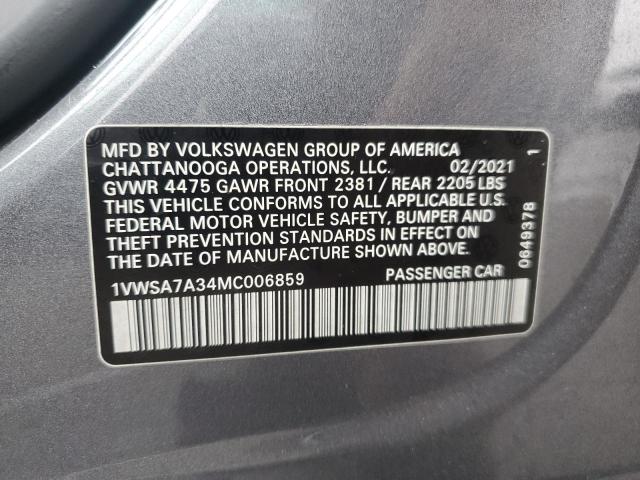 MFD BY VOLKSWAGEN GROUP OF AMERICA
CHATTANOOGA OPERATIONS, LLC. 02/2021
GVWR 4475 GAWR FRONT 2381 / REAR 2205 LBS
THIS VEHICLE CONFORMS TO ALL APPLICABLE U.S.
FEDERAL MOTOR VEHICLE SAFETY, BUMPER AND
THEFT PREVENTION STANDARDS IN EFFECT ON
THE DATE OF MANUFACTURE SHOWN ABOVE.
1VWSA7A34MC006859 PASSENGER CAR
0649378 1